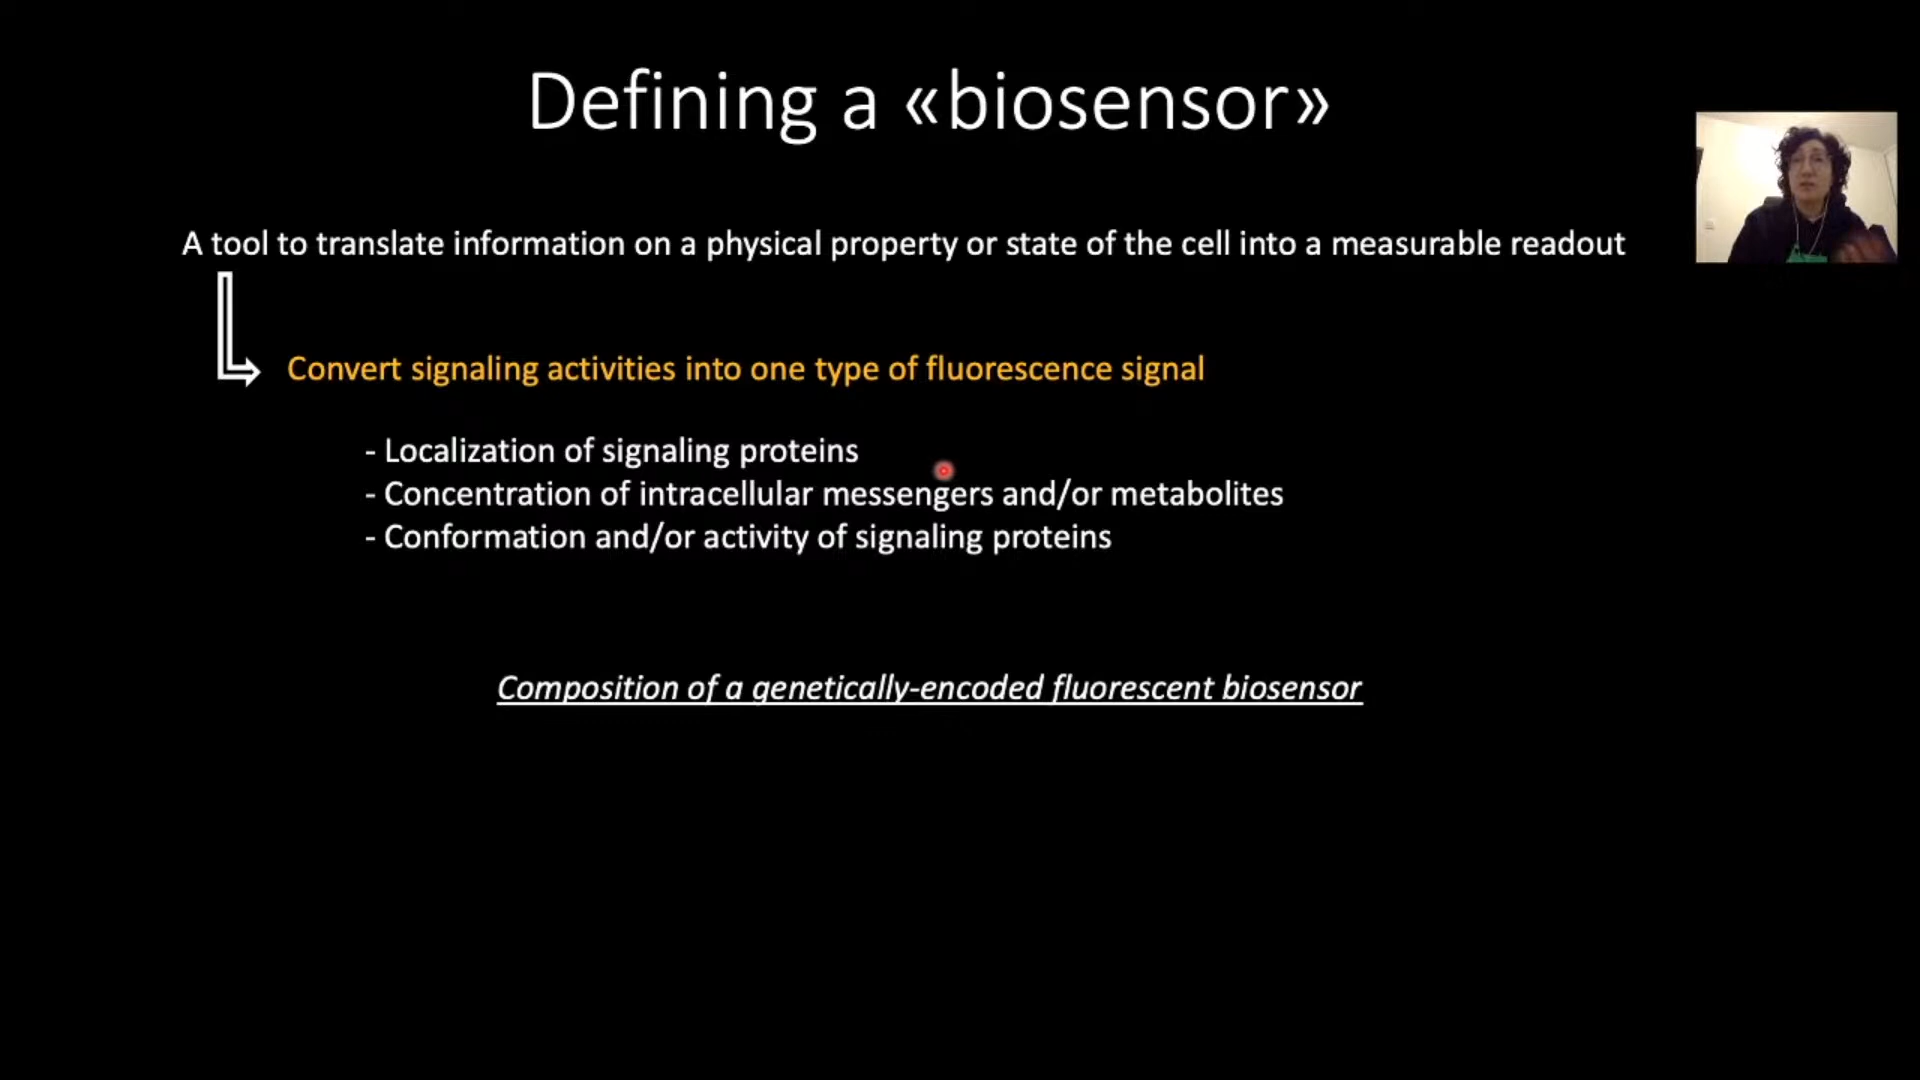 Defining a «biosensor»
A tool to translate information on a physical property or state of the cell into a measurable readout
Convert signaling activities into one type of fluorescence signal
- Localization of signaling proteins
- Concentration of intracellular messengers and/or metabolites
- Conformation and/or activity of signaling proteins
Composition of a genetically-encoded fluorescent biosensor